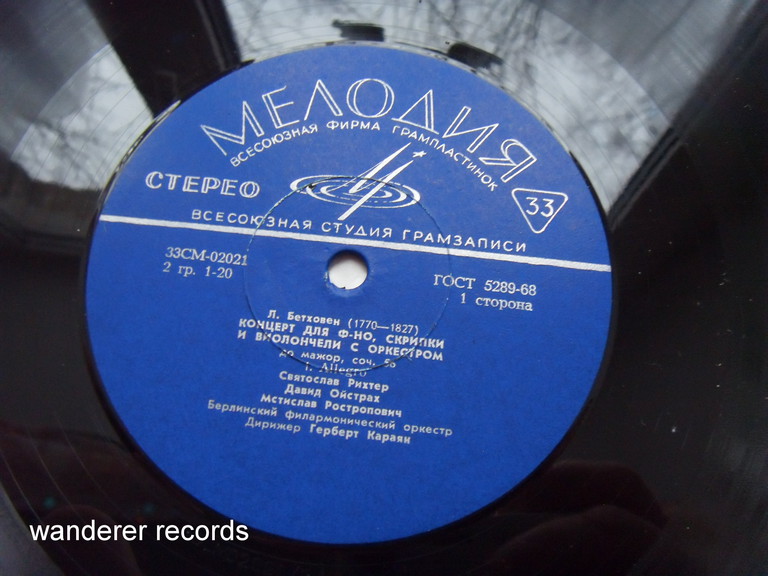 МЕЛОДИЯ
ВСЕСОЮЗНАЯ ФИРМА ГРАМПЛАСТИНОК
СТЕРЕО
33
ВСЕСОЮЗНАЯ СТУДИЯ ГРАМЗАПИСИ
33СМ-02021
2 гр. 1-20
ГОСТ 5289-68
1 сторона
Л. Бетховен (1770—1827)
КОНЦЕРТ ДЛЯ Ф-НО, СКРИПКИ
И ВИОЛОНЧЕЛИ С ОРКЕСТРОМ
до мажор, соч. 56
1. Allegro
Святослав Рихтер
Давид Ойстрах
Мстислав Ростропович
Берлинский филармонический оркестр
Дирижер Герберт Караян
wanderer records